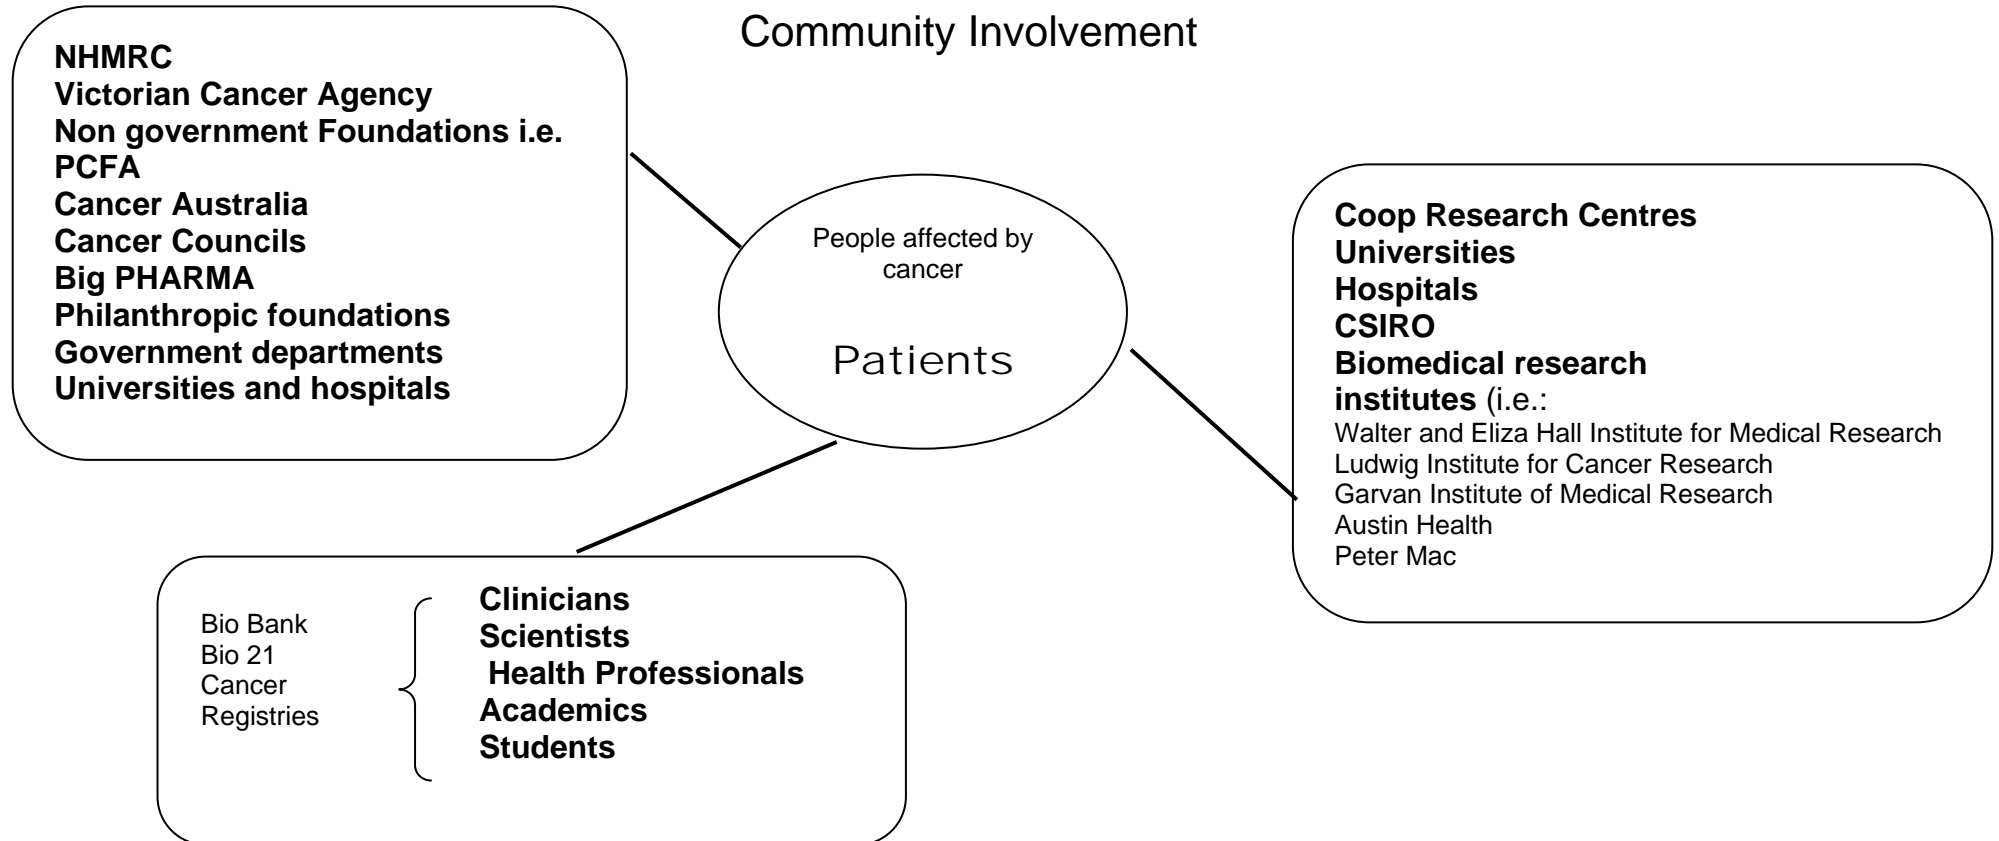 Community Involvement
NHMRC
Victorian Cancer Agency
Non government Foundations i.e.
PCFA
Cancer Australia
Cancer Councils
Big PHARMA
Philanthropic foundations
Government departments
Universities and hospitals
People affected by
cancer
Patients
Coop Research Centres
Universities
Hospitals
CSIRO
Biomedical research
institutes (i.e.:
Walter and Eliza Hall Institute for Medical Research
Ludwig Institute for Cancer Research
Garvan Institute of Medical Research
Austin Health
Peter Mac
Bio Bank
Bio 21
Cancer
Registries
Clinicians
Scientists
Health Professionals
Academics
Students